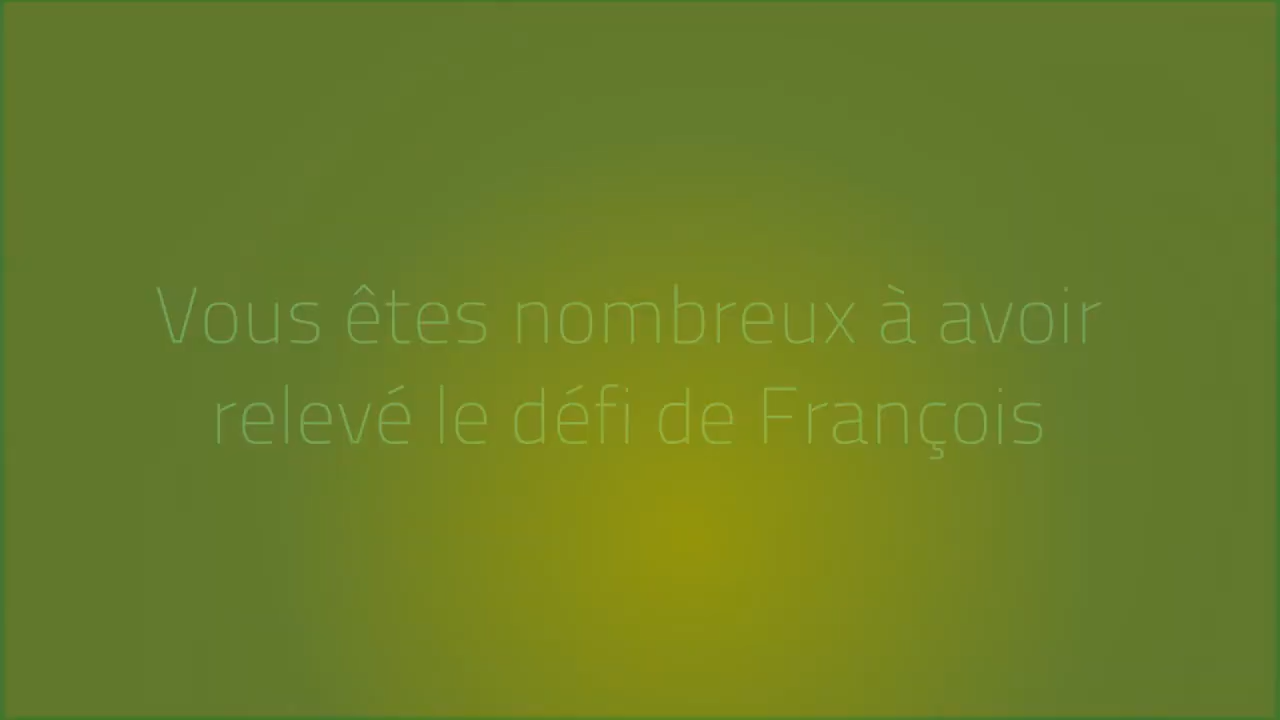 Vous êtes nombreux à avoir
relevé le défi de François